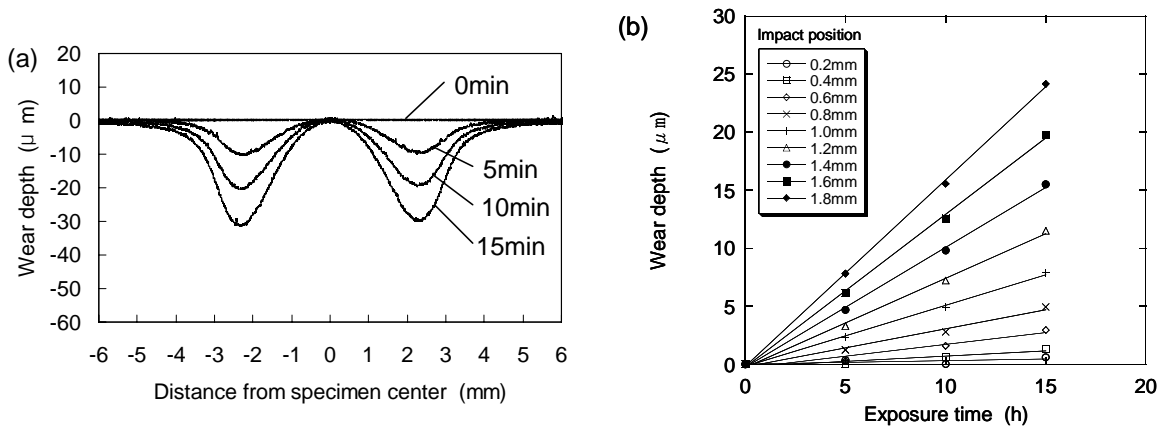 (a)
20
10
0
-10
-20
-30
-40
-50
-60
Wear depth (μ m)
0min
5min
10min
15min
-6 -5 -4 -3 -2 -1 0 1 2 3 4 5 6
Distance from specimen center (mm)
(b)
30
25
20
15
10
5
0
Wear depth (μm)
Impact position
0.2mm
0.4mm
0.6mm
0.8mm
1.0mm
1.2mm
1.4mm
1.6mm
1.8mm
0 5 10 15 20
Exposure time (h)